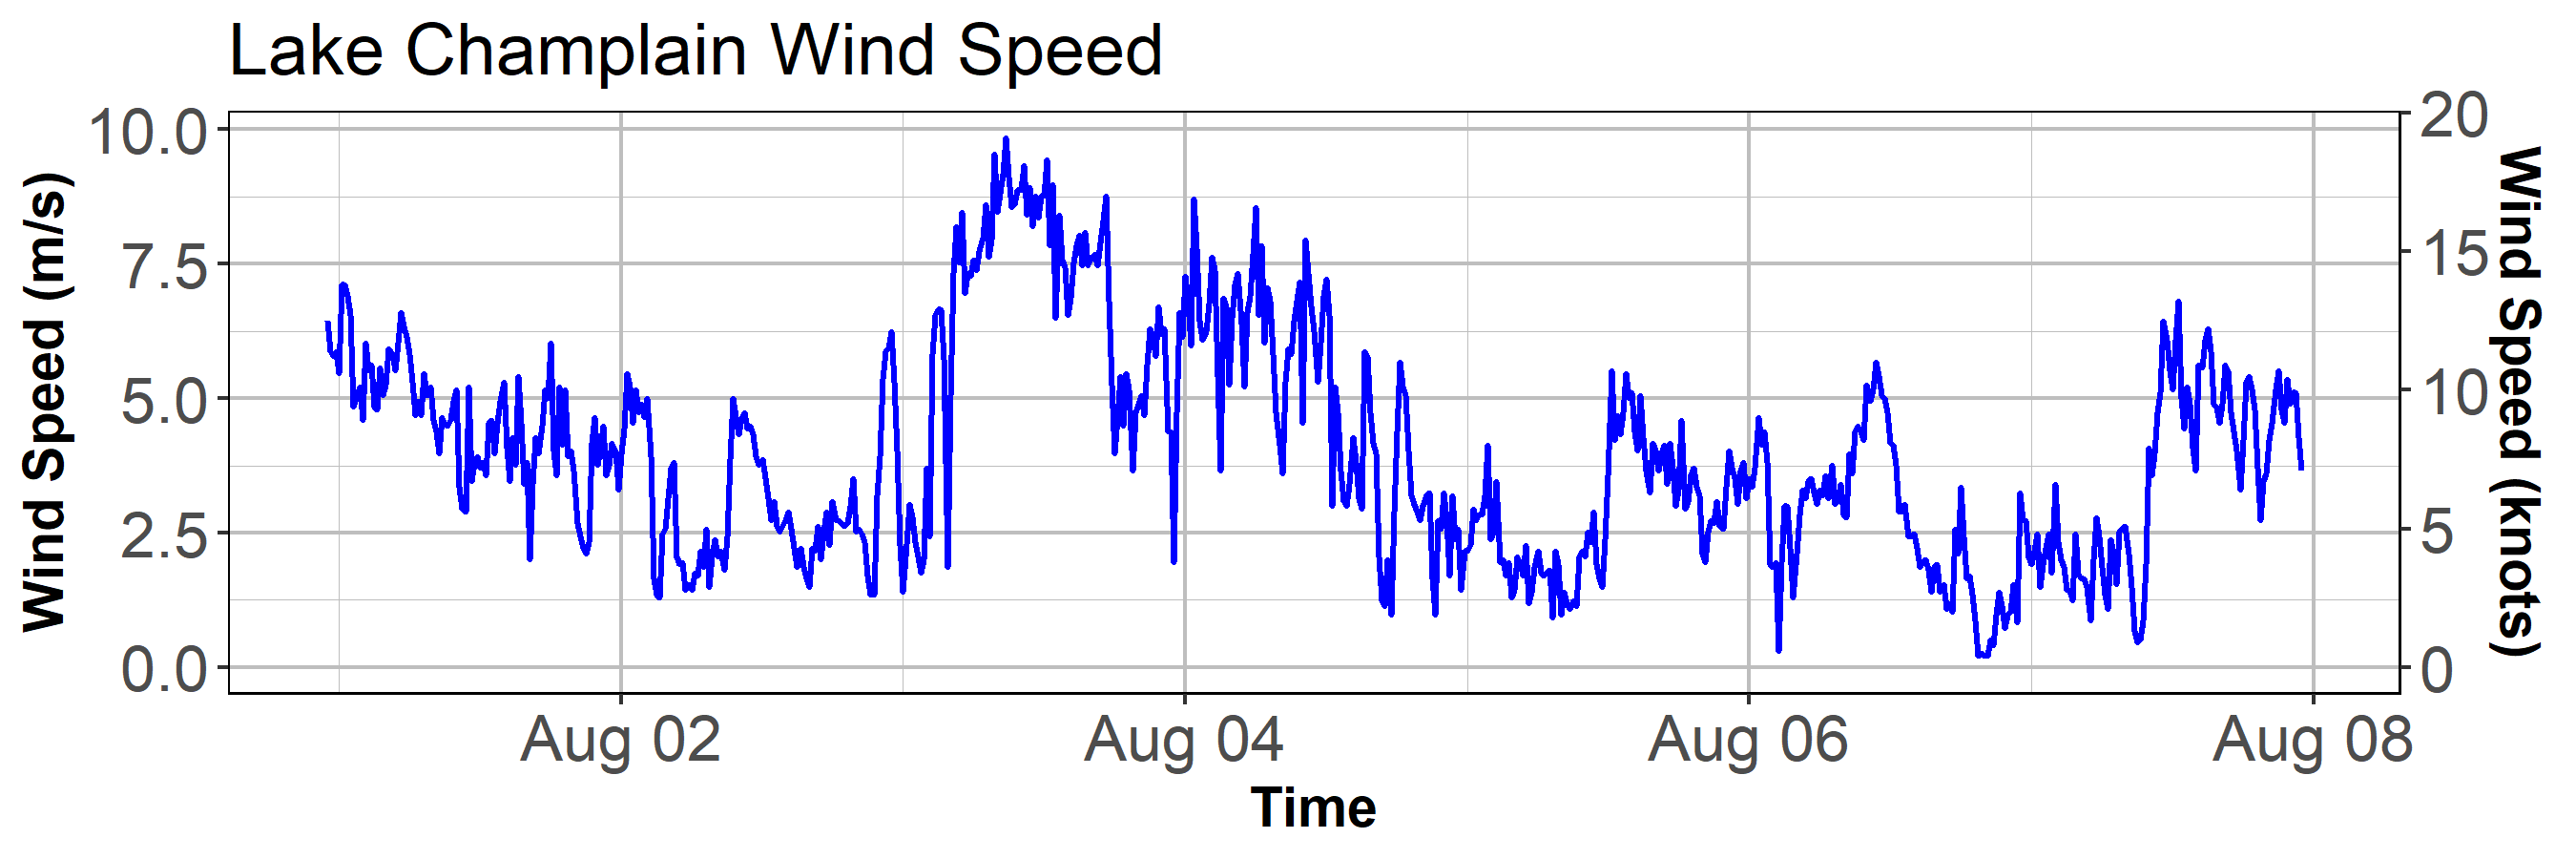 Lake Champlain Wind Speed
Wind Speed (m/s)
10.0
7.5
5.0
2.5
0.0
20
15
10
5
0
Wind Speed (knots)
Aug 02
Aug 04
Aug 06
Aug 08
Time